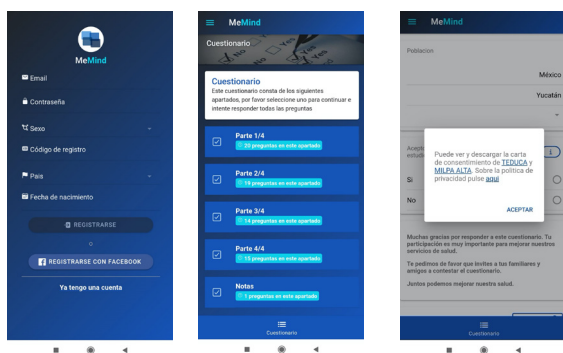 MeMind
Email
Contraseña
Sexo
Código de registro
Pais
Fecha de nacimiento
REGISTRARSE
o
REGISTRARSE CON FACEBOOK
Ya tengo una cuenta
MeMind
Cuestionario
No
Yes
No
Yes
Cuestionario
Este cuestionario consta de los siguientes
apartados, por favor seleccione uno para continuar e
intente responder todas las preguntas
Parte 1/4
20 preguntas en este apartado
Parte 2/4
19 preguntas en este apartado
Parte 3/4
14 preguntas en este apartado
Parte 4/4
15 preguntas en este apartado
Notas
1 preguntas en este apartado
Cuestionario
MeMind
Poblacion
México
Yucatán
Acepto
i
Puede ver y descargar la carta
de consentimiento de TEDUCA y
MILPA ALTA. Sobre la política de
privacidad pulse aquí
ACEPTAR
Si
No
Muchas gracias por responder a este cuestionario. Tu
participación es muy importante para mejorar nuestros
servicios de salud.
Te pedimos de favor que invites a tus familiares y
amigos a contestar el cuestionario.
Juntos podemos mejorar nuestra salud.
Cuestionario